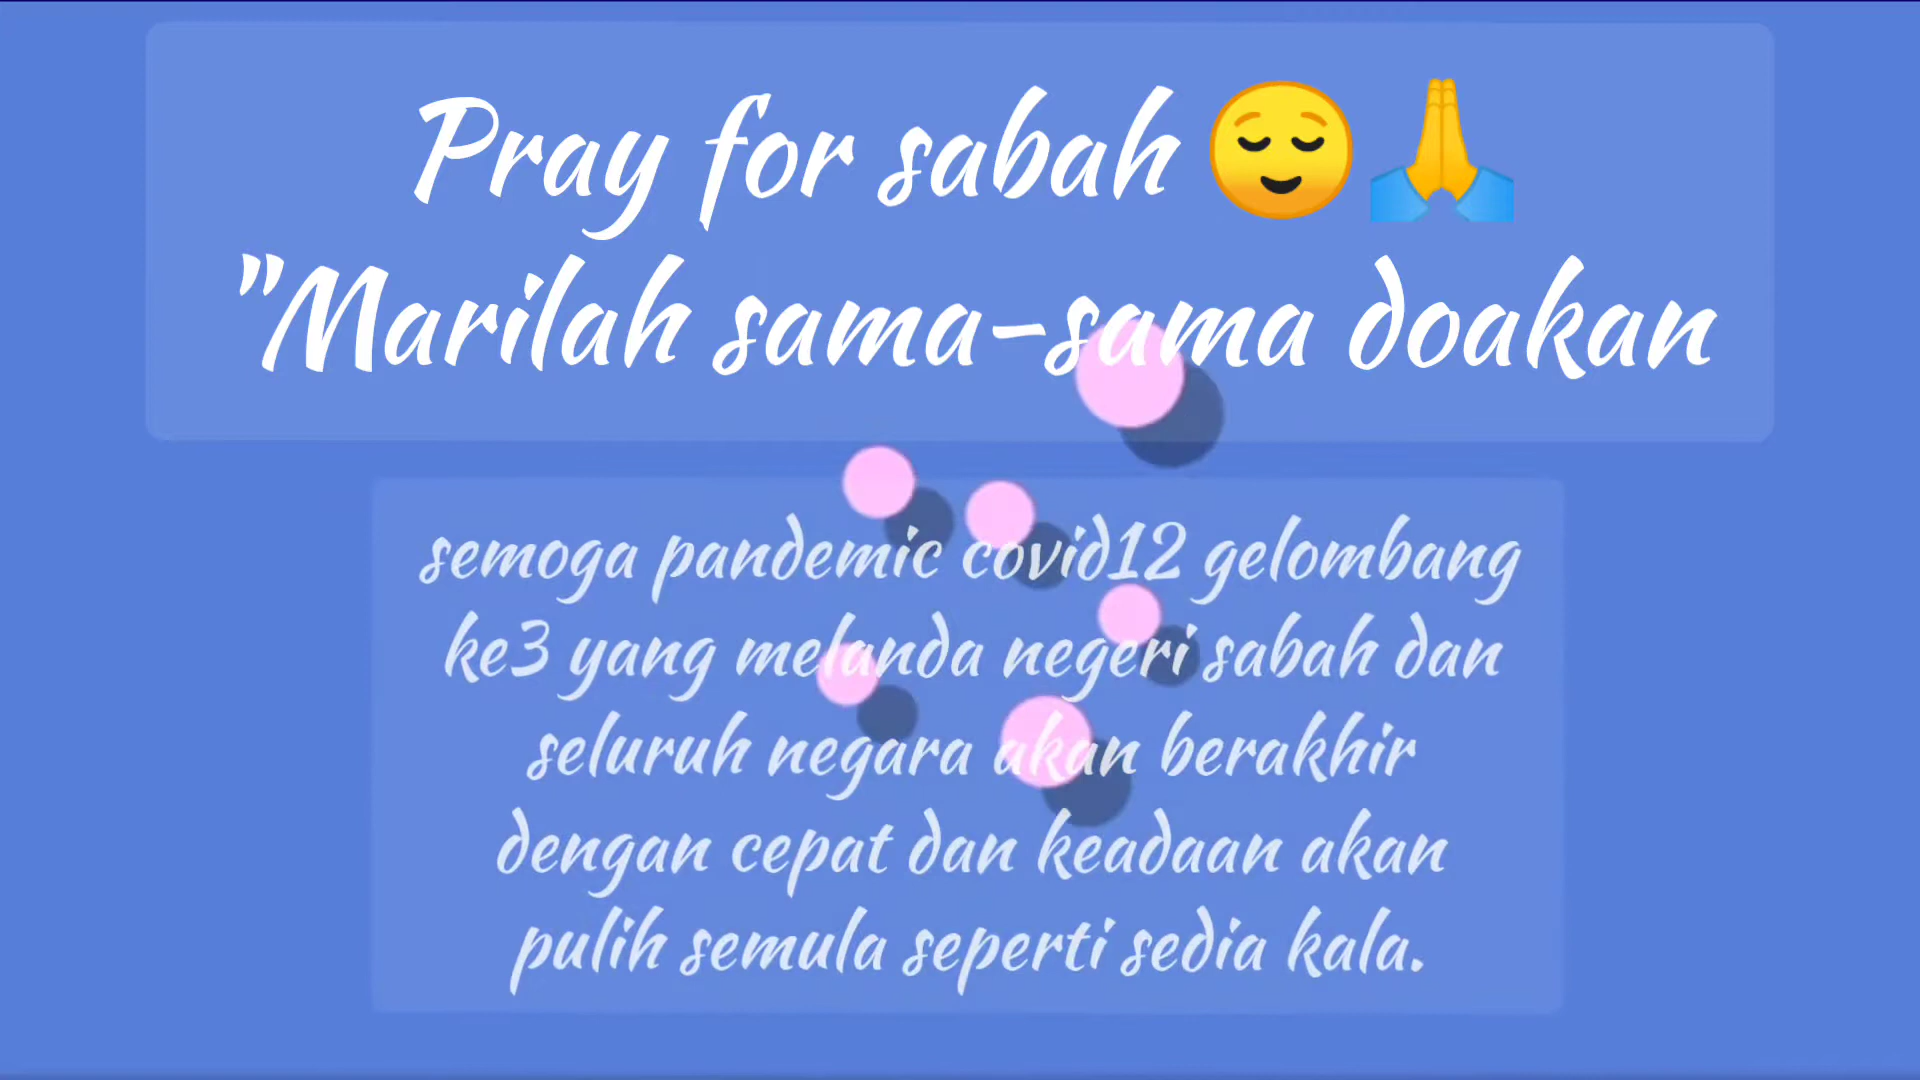 Pray for sabah 😌🙏
"Marilah sama-sama doakan
semoga pandemic covid12 gelombang
ke3 yang melanda negeri sabah dan
seluruh negara akan berakhir
dengan cepat dan keadaan akan
pulih semula seperti sedia kala.